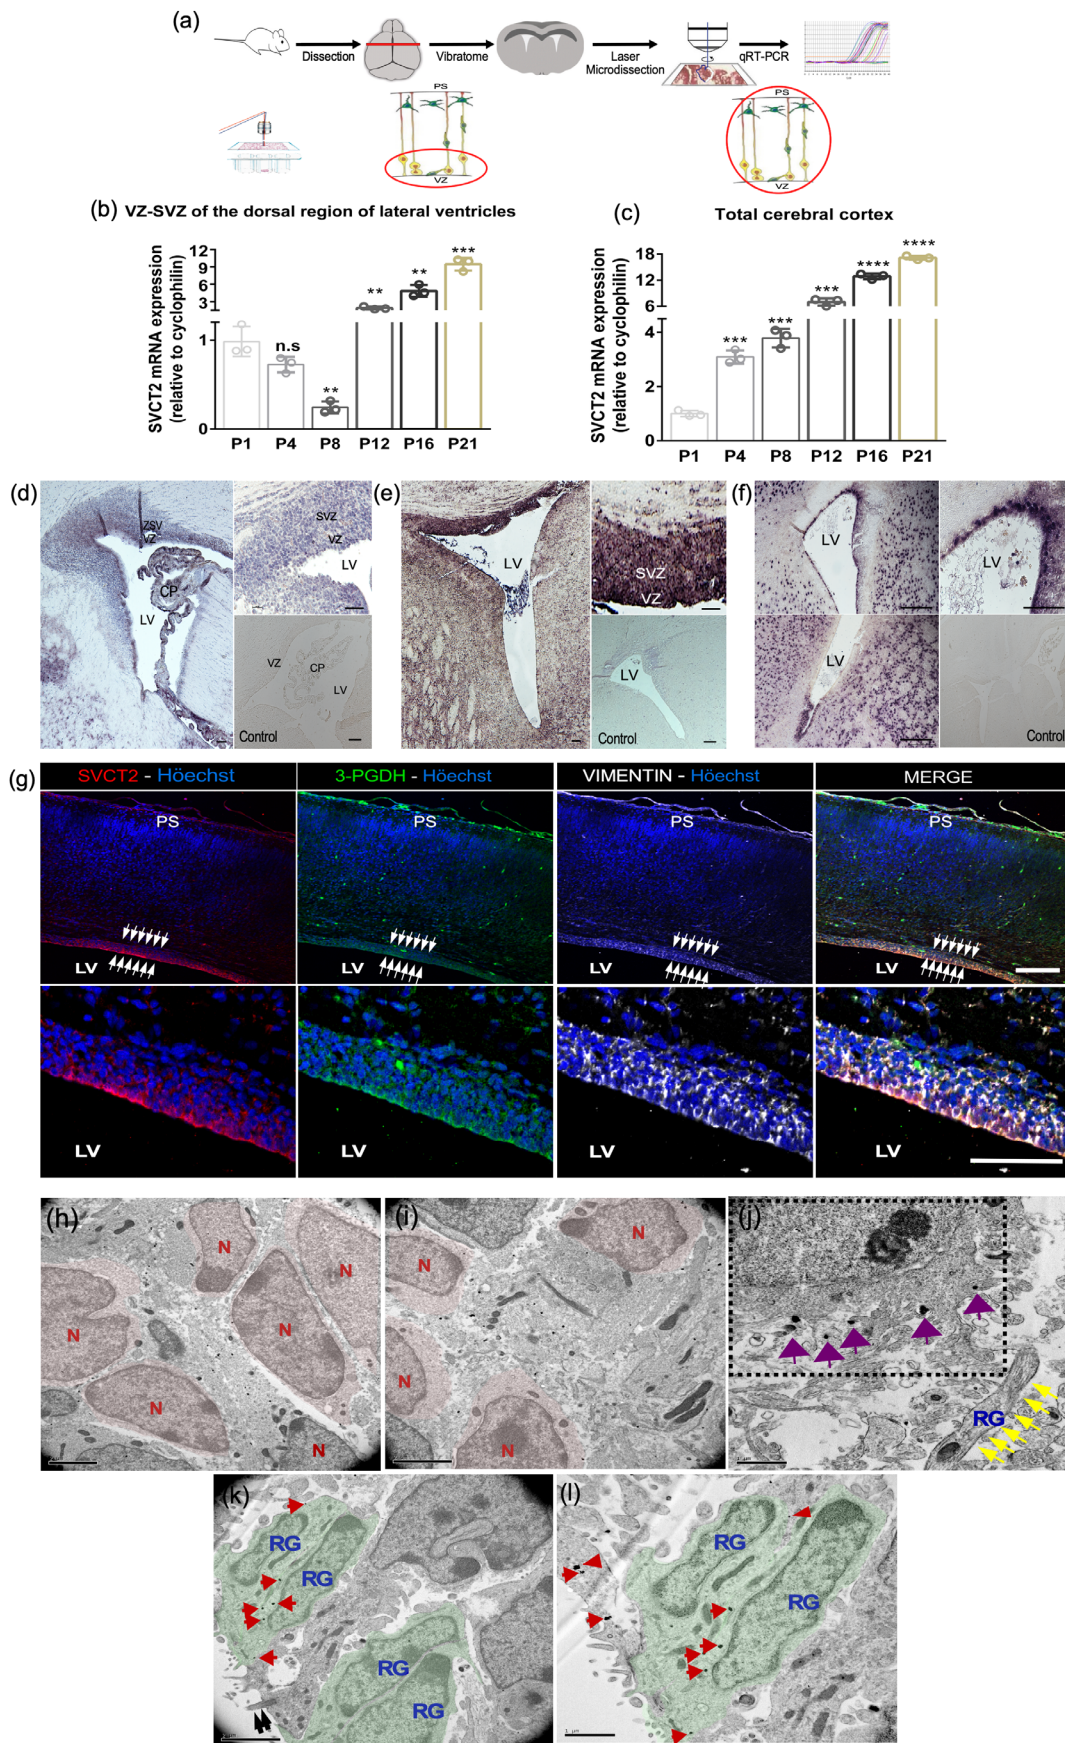 (a)
Dissection
Vibratome
Laser
Microdissection
qRT-PCR
PS
VZ
PS
VZ
(b) VZ-SVZ of the dorsal region of lateral ventricles
SVCT2 mRNA expression
(relative to cyclophilin)
12
9
6
3
1
0
n.s
**
**
**
***
P1 P4 P8 P12 P16 P21
(c) Total cerebral cortex
SVCT2 mRNA expression
(relative to cyclophilin)
18
12
6
4
2
0
***
***
***
****
****
P1 P4 P8 P12 P16 P21
(d)
ZSV
VZ
CP
LV
SVZ
VZ
LV
VZ
CP
LV
Control
(e)
LV
SVZ
VZ
LV
Control
(f)
LV
LV
LV
Control
(g)
SVCT2 - Höechst
3-PGDH - Höechst
VIMENTIN - Höechst
MERGE
PS
PS
PS
PS
LV
LV
LV
LV
LV
LV
LV
LV
(h)
N
N
N
N
N
N
(i)
N
N
N
N
(j)
RG
(k)
RG
RG
RG
RG
(l)
RG
RG
1 µm